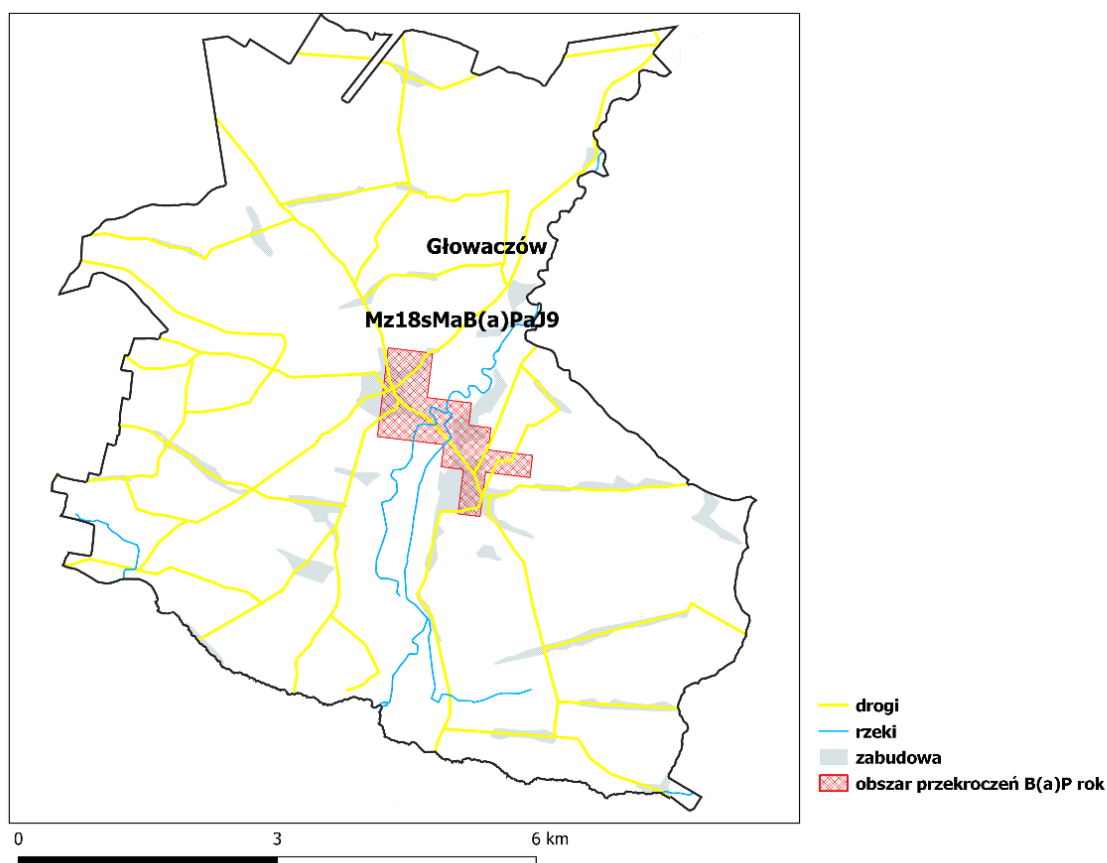 Głowaczów
Mz18sMaB(a)PaJ9
drogi
rzeki
zabudowa
obszar przekroczeń B(a)P rok
0 3 6 km